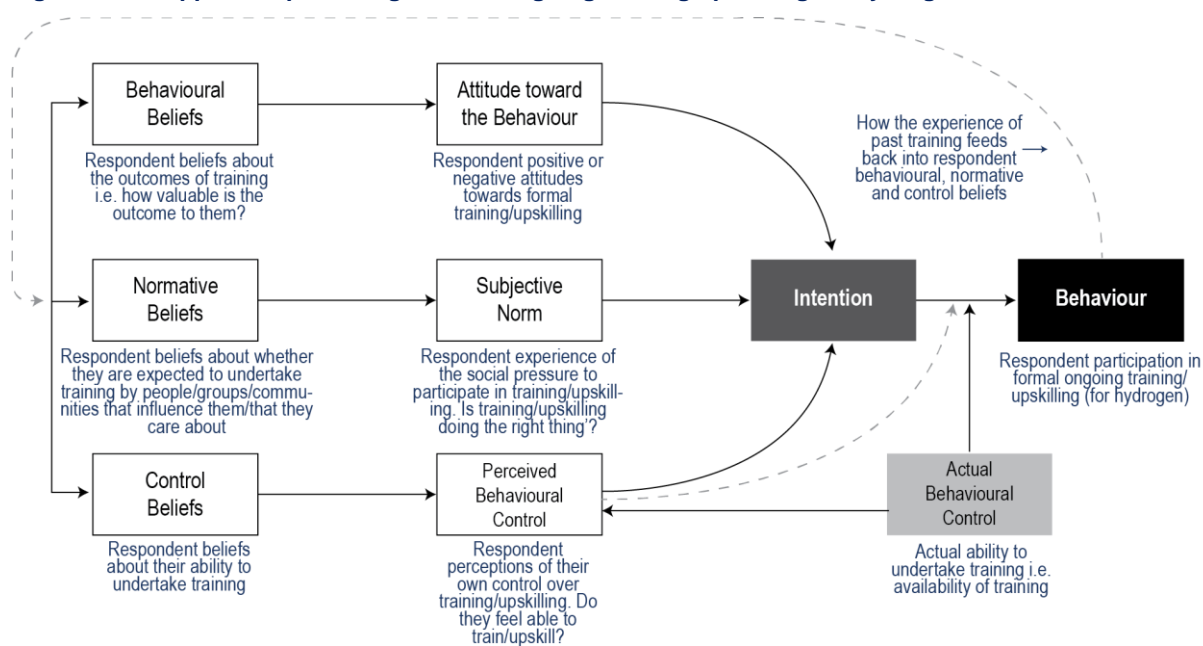 Behavioural
Beliefs
Respondent beliefs about
the outcomes of training
i.e. how valuable is the
outcome to them?
Attitude toward
the Behaviour
Respondent positive or
negative attitudes
towards formal
training/upskilling
How the experience of
past training feeds
back into respondent
behavioural, normative
and control beliefs
Normative
Beliefs
Respondent beliefs about whether
they are expected to undertake
training by people/groups/commu-
nities that influence them/that they
care about
Subjective
Norm
Respondent experience of
the social pressure to
participate in training/upskill-
ing. Is training/upskilling
doing the right thing'?
Intention
Behaviour
Respondent participation in
formal ongoing training/
upskilling (for hydrogen)
Control
Beliefs
Respondent beliefs
about their ability to
undertake training
Perceived
Behavioural
Control
Respondent
perceptions of their
own control over
training/upskilling. Do
they feel able to
train/upskill?
Actual
Behavioural
Control
Actual ability to
undertake training i.e.
availability of training